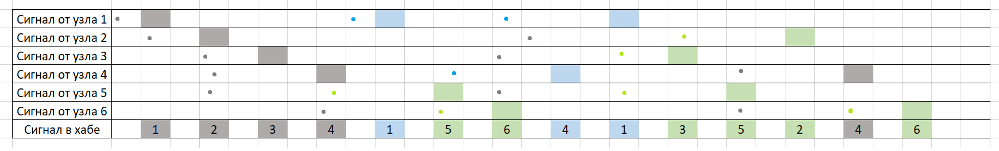 Сигнал от узла 1
Сигнал от узла 2
Сигнал от узла 3
Сигнал от узла 4
Сигнал от узла 5
Сигнал от узла 6
Сигнал в хабе 1 2 3 4 1 5 6 4 1 3 5 2 4 6